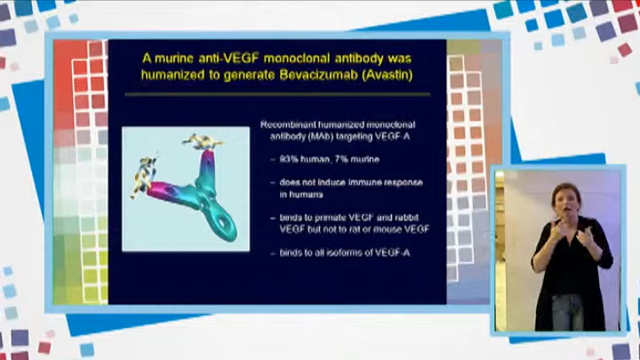 A murine anti-VEGF monoclonal antibody was
humanized to generate Bevacizumab (Avastin)
Recombinant humanized monoclonal
antibody (MAb) targeting VEGF-A
– 93% human, 7% murine
– does not induce immune response
in humans
– binds to primate VEGF and rabbit
VEGF but not to rat or mouse VEGF
– binds to all isoforms of VEGF-A